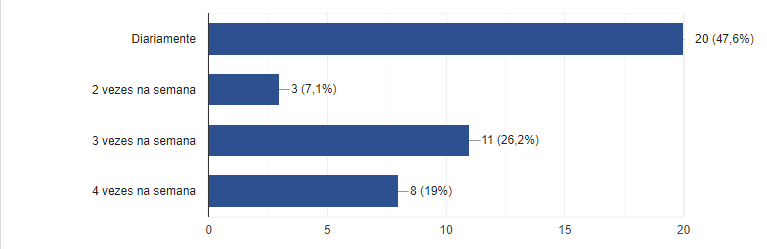 Diariamente 20 (47,6%)
2 vezes na semana 3 (7,1%)
3 vezes na semana 11 (26,2%)
4 vezes na semana 8 (19%)
0 5 10 15 20